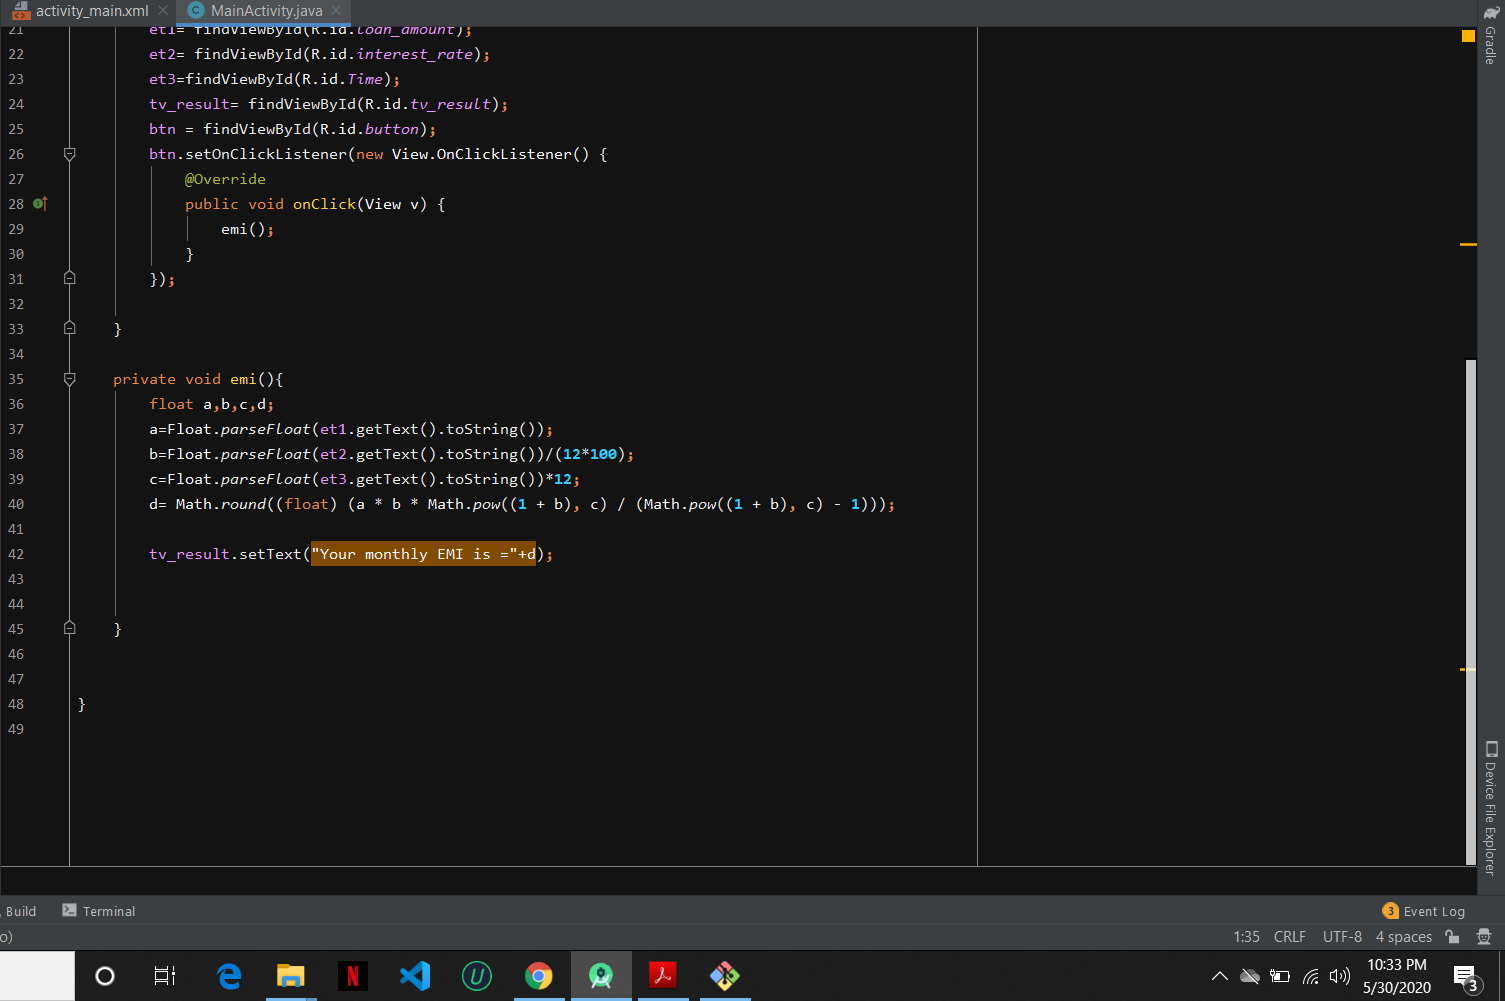 activity_main.xml MainActivity.java
21 et1= findViewById(R.id.loan_amount);
22 et2= findViewById(R.id.interest_rate);
23 et3=findViewById(R.id.Time);
24 tv_result= findViewById(R.id.tv_result);
25 btn = findViewById(R.id.button);
26 btn.setOnClickListener(new View.OnClickListener() {
27 @Override
28 public void onClick(View v) {
29 emi();
30 }
31 });
32
33 }
34
35 private void emi(){
36 float a,b,c,d;
37 a=Float.parseFloat(et1.getText().toString());
38 b=Float.parseFloat(et2.getText().toString())/(12*100);
39 c=Float.parseFloat(et3.getText().toString())*12;
40 d= Math.round((float) (a * b * Math.pow((1 + b), c) / (Math.pow((1 + b), c) - 1)));
41
42 tv_result.setText("Your monthly EMI is ="+d);
43
44
45 }
46
47
48 }
49
Gradle
Device File Explorer
Build Terminal 3 Event Log
o) 1:35 CRLF UTF-8 4 spaces
10:33 PM
5/30/2020 3